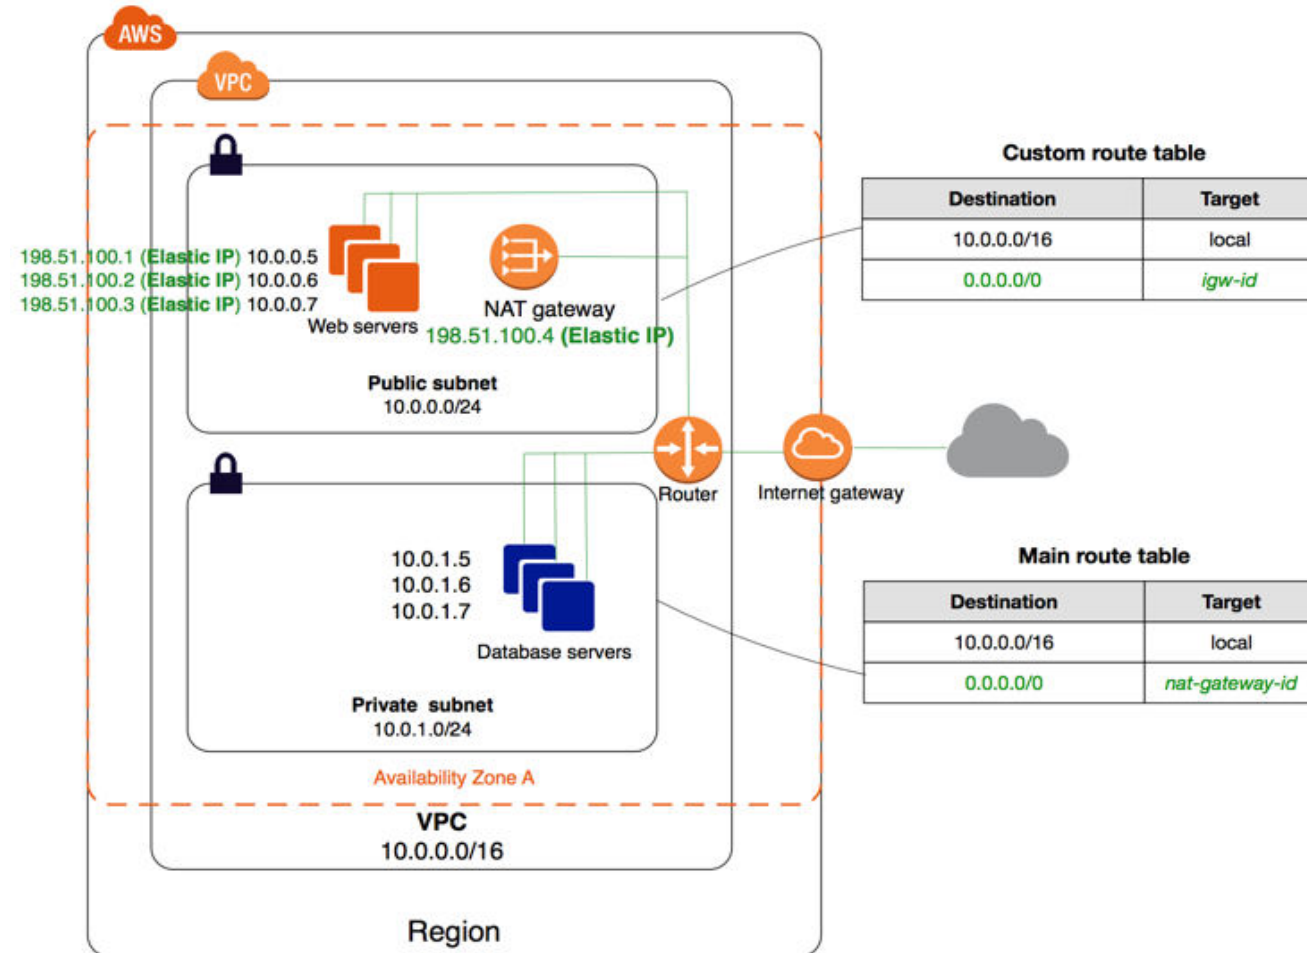 AWS
VPC
198.51.100.1 (Elastic IP) 10.0.0.5
198.51.100.2 (Elastic IP) 10.0.0.6
198.51.100.3 (Elastic IP) 10.0.0.7
Web servers
NAT gateway
198.51.100.4 (Elastic IP)
Public subnet
10.0.0.0/24
Custom route table
Destination Target
10.0.0.0/16 local
0.0.0.0/0 igw-id
Router
Internet gateway
10.0.1.5
10.0.1.6
10.0.1.7
Database servers
Private subnet
10.0.1.0/24
Main route table
Destination Target
10.0.0.0/16 local
0.0.0.0/0 nat-gateway-id
Availability Zone A
VPC
10.0.0.0/16
Region